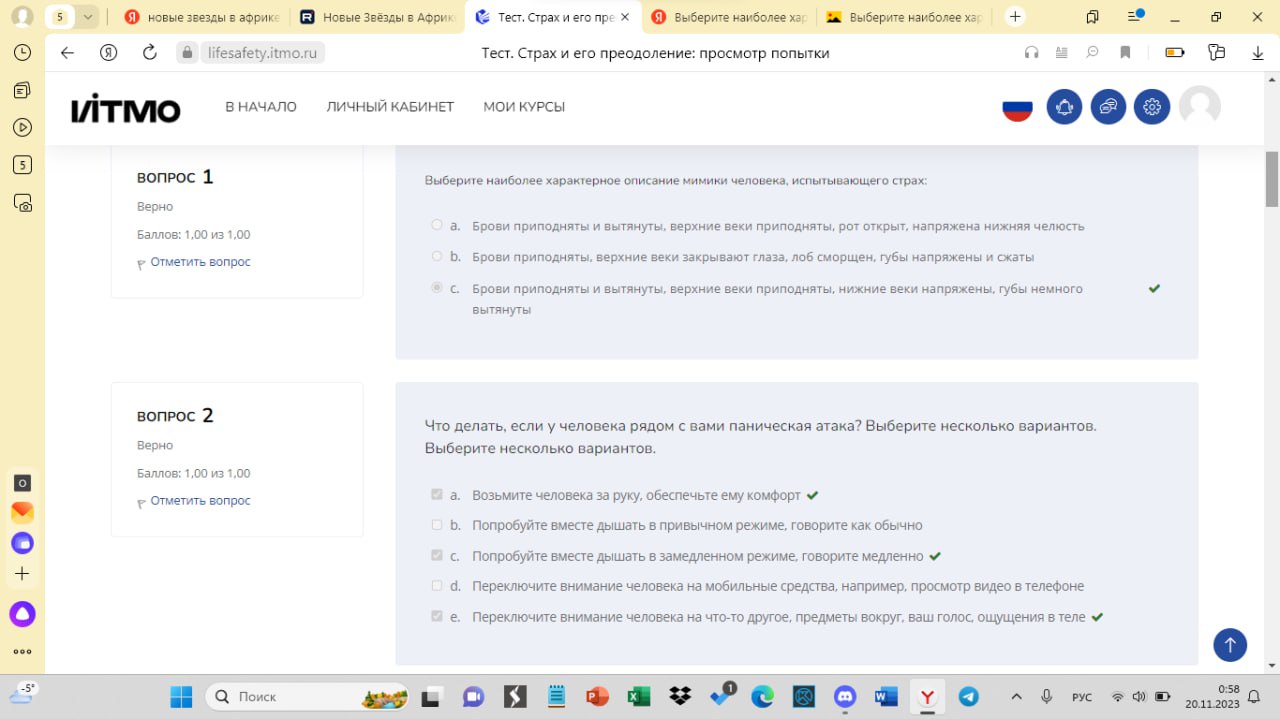 5
новые звезды в африке
Новые Звёзды в Африке
Тест. Страх и его пре
Выберите наиболее хар
Выберите наиболее хар
lifesafety.itmo.ru
Тест. Страх и его преодоление: просмотр попытки
ИТМО
В НАЧАЛО
ЛИЧНЫЙ КАБИНЕТ
МОИ КУРСЫ
5
ВОПРОС 1
Верно
Баллов: 1,00 из 1,00
Отметить вопрос
Выберите наиболее характерное описание мимики человека, испытывающего страх:
a. Брови приподняты и вытянуты, верхние веки приподняты, рот открыт, напряжена нижняя челюсть
b. Брови приподняты, верхние веки закрывают глаза, лоб сморщен, губы напряжены и сжаты
c. Брови приподняты и вытянуты, верхние веки приподняты, нижние веки напряжены, губы немного
вытянуты
ВОПРОС 2
Верно
Баллов: 1,00 из 1,00
Отметить вопрос
Что делать, если у человека рядом с вами паническая атака? Выберите несколько вариантов.
Выберите несколько вариантов.
a. Возьмите человека за руку, обеспечьте ему комфорт
b. Попробуйте вместе дышать в привычном режиме, говорите как обычно
c. Попробуйте вместе дышать в замедленном режиме, говорите медленно
d. Переключите внимание человека на мобильные средства, например, просмотр видео в телефоне
e. Переключите внимание человека на что-то другое, предметы вокруг, ваш голос, ощущения в теле
-5°
Поиск
1
РУС
0:58
20.11.2023